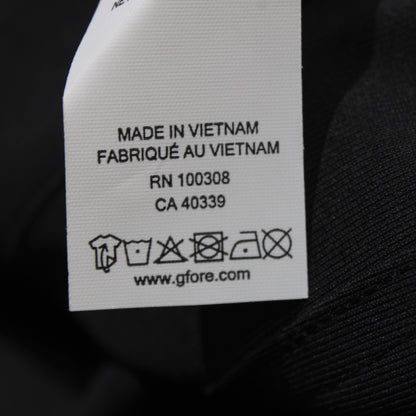 MADE IN VIETNAM
FABRIQUÉ AU VIETNAM
RN 100308
CA 40339
www.gfore.com